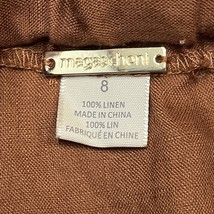 magaschoni
8
100% LINEN
MADE IN CHINA
100% LIN
FABRIQUÉ EN CHINE